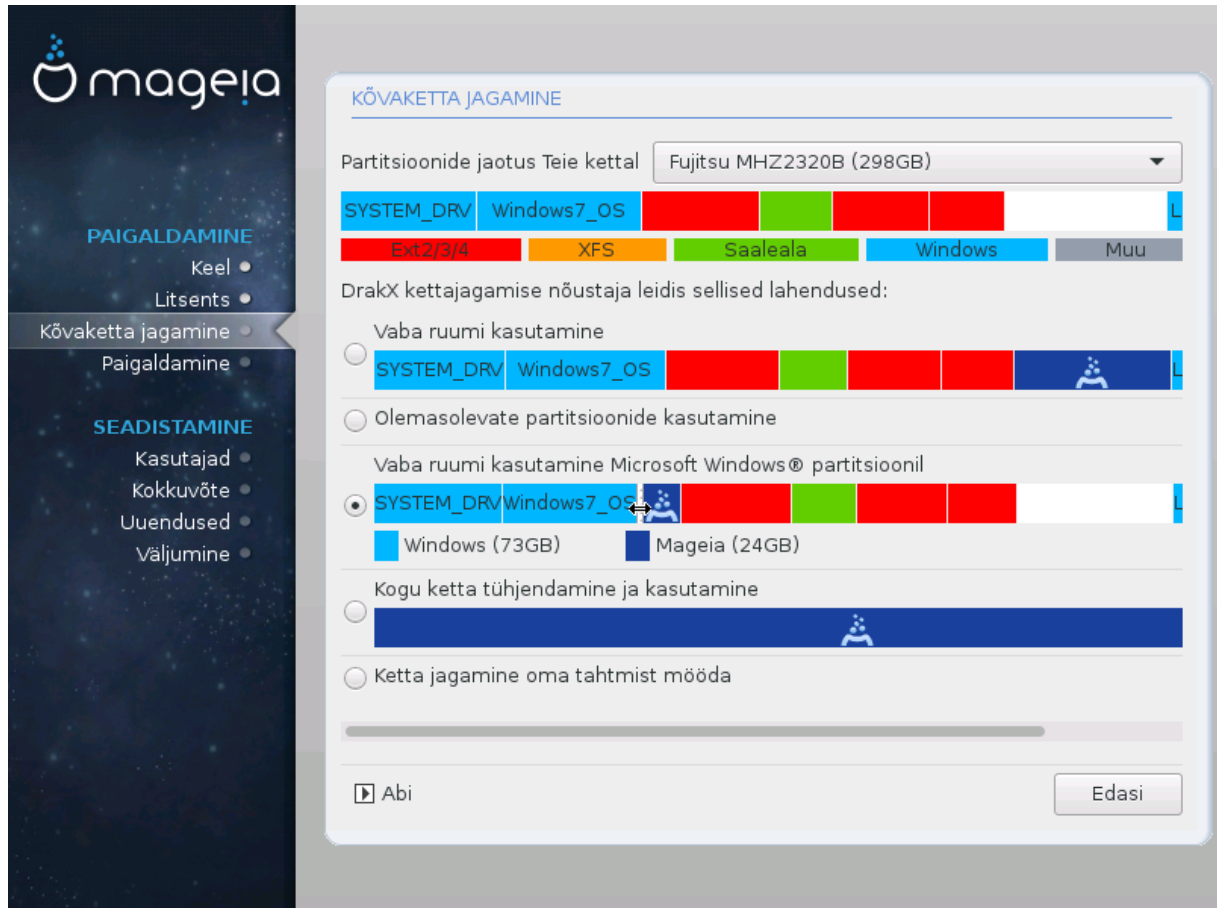 mageia
PAIGALDAMINE
Keel
Litsents
Kõvaketta jagamine
Paigaldamine
SEADISTAMINE
Kasutajad
Kokkuvõte
Uuendused
Väljumine
KÕVAKETTA JAGAMINE
Partitsioonide jaotus Teie kettal Fujitsu MHZ2320B (298GB)
SYSTEM_DRV Windows7_OS L
Ext2/3/4 XFS Saaleala Windows Muu
DrakX kettajagamise nõustaja leidis sellised lahendused:
Vaba ruumi kasutamine
SYSTEM_DRV Windows7_OS L
Olemasolevate partitsioonide kasutamine
Vaba ruumi kasutamine Microsoft Windows® partitsioonil
SYSTEM_DRV Windows7_OS L
Windows (73GB) Mageia (24GB)
Kogu ketta tühjendamine ja kasutamine
Ketta jagamine oma tahtmist mööda
Abi Edasi